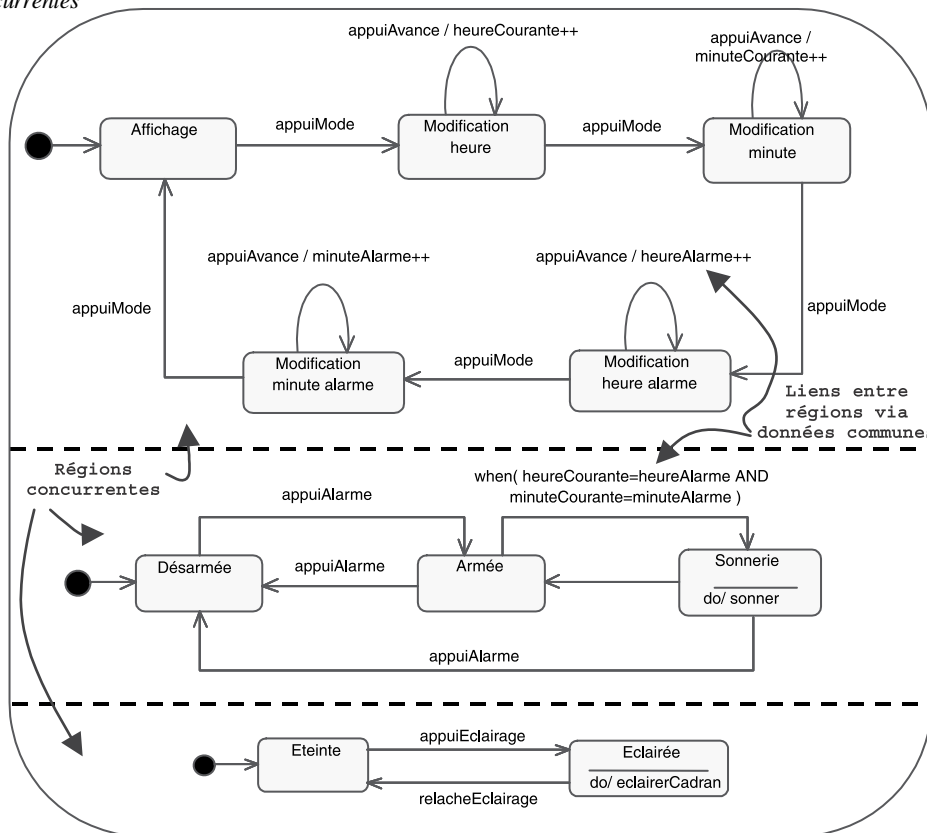 appuiAvance / heureCourante++
appuiAvance /
minuteCourante++
Affichage
appuiMode
Modification
heure
appuiMode
Modification
minute
appuiAvance / minuteAlarme++
appuiAvance / heureAlarme++
appuiMode
appuiMode
Modification
minute alarme
appuiMode
Modification
heure alarme
Liens entre
régions via
données commune
Régions
concurrentes
when( heureCourante=heureAlarme AND
minuteCourante=minuteAlarme )
appuiAlarme
Désarmée
appuiAlarme
Armée
Sonnerie
do/ sonner
appuiAlarme
Eteinte
appuiEclairage
Eclairée
do/ eclairerCadran
relacheEclairage